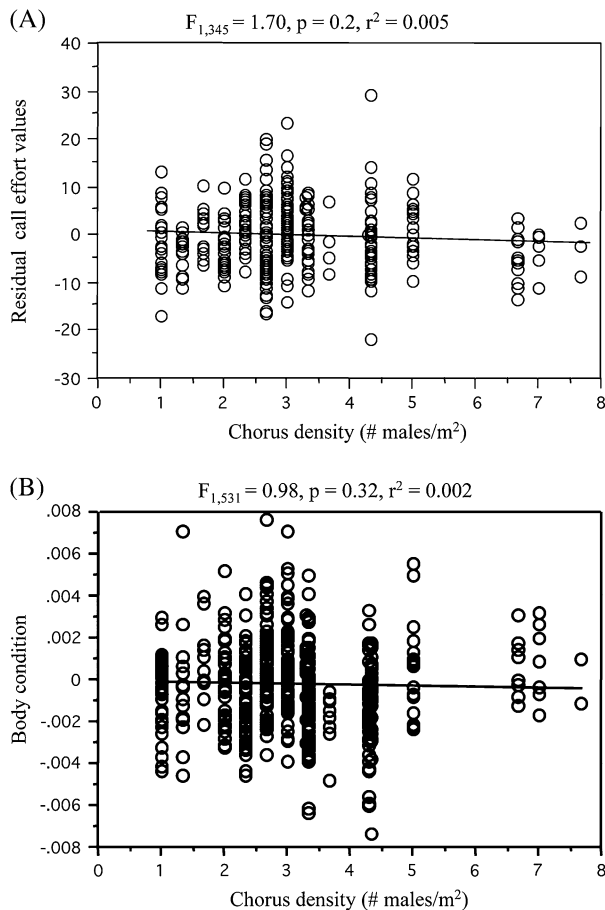 (A)
F1,345 = 1.70, p = 0.2, r² = 0.005
40
30
20
10
0
-10
-20
-30
Residual call effort values
0 1 2 3 4 5 6 7 8
Chorus density (# males/m²)
(B)
F1,531 = 0.98, p = 0.32, r² = 0.002
.008
.006
.004
.002
0
-.002
-.004
-.006
-.008
Body condition
0 1 2 3 4 5 6 7 8
Chorus density (# males/m²)